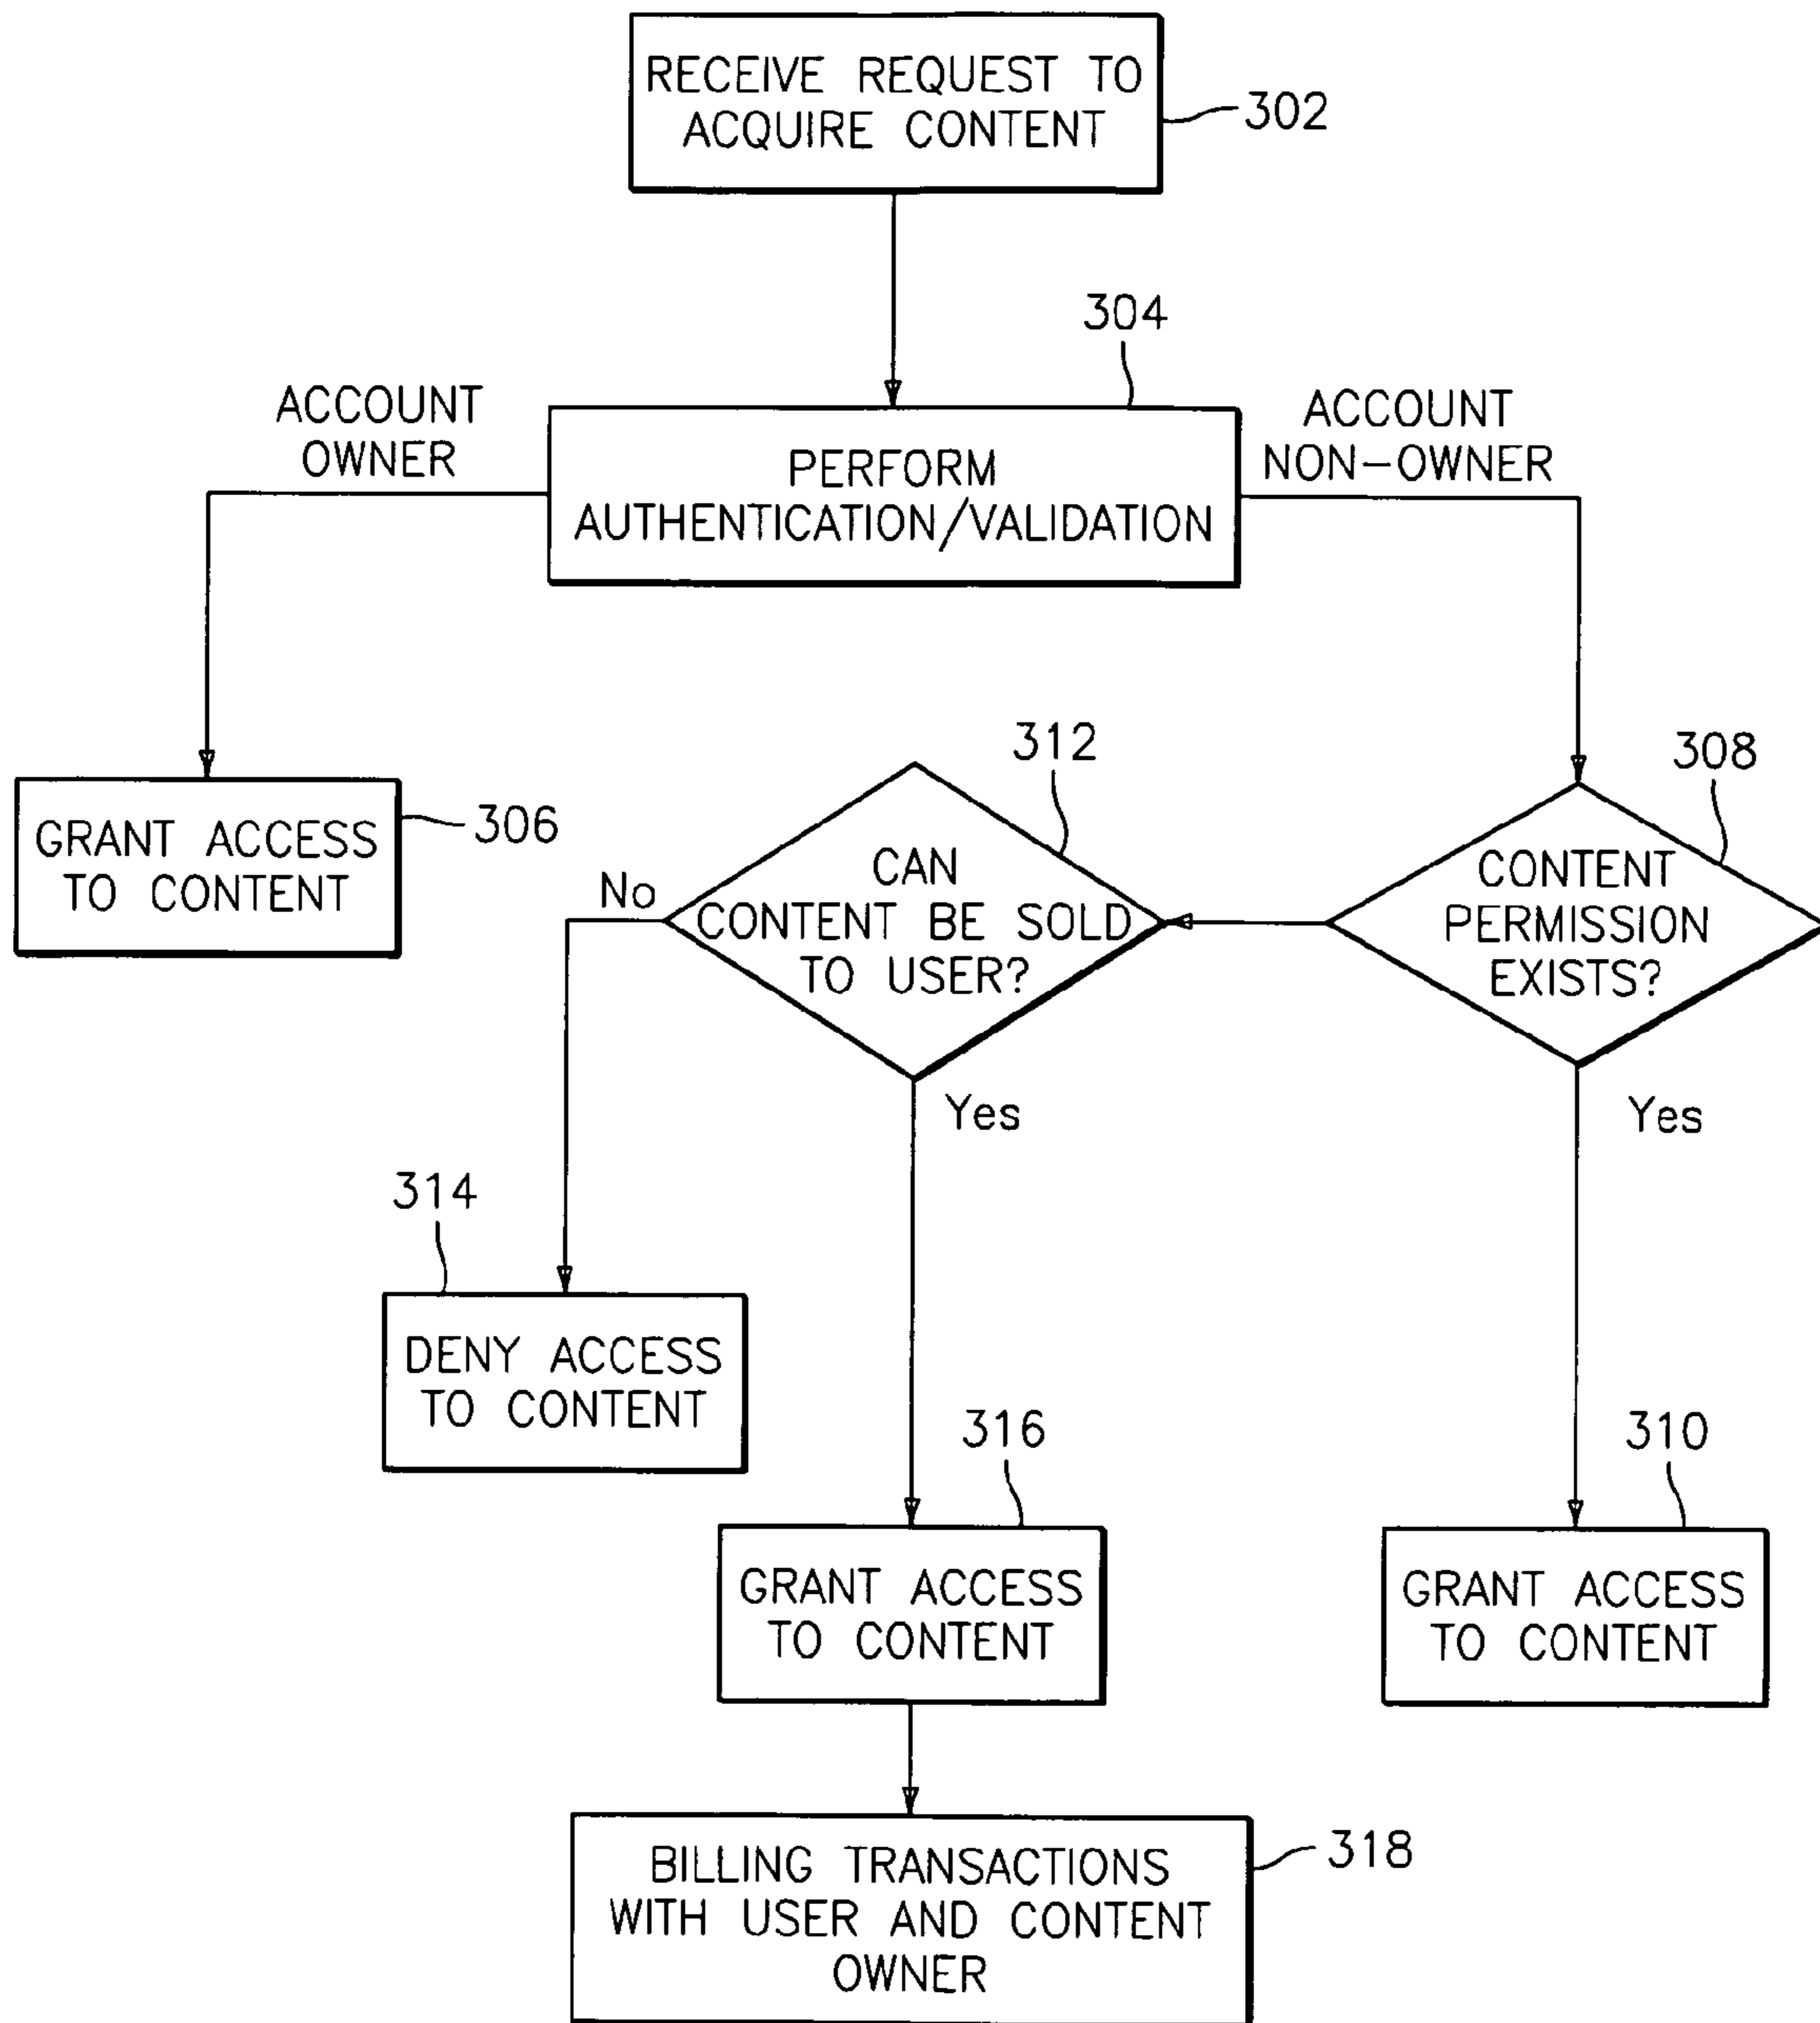 RECEIVE REQUEST TO
ACQUIRE CONTENT
302
304
ACCOUNT
OWNER
PERFORM
AUTHENTICATION/VALIDATION
ACCOUNT
NON-OWNER
312
308
GRANT ACCESS
TO CONTENT
306
No
CAN
CONTENT BE SOLD
TO USER?
CONTENT
PERMISSION
EXISTS?
Yes
Yes
314
DENY ACCESS
TO CONTENT
316
310
GRANT ACCESS
TO CONTENT
GRANT ACCESS
TO CONTENT
BILLING TRANSACTIONS
WITH USER AND CONTENT
OWNER
318